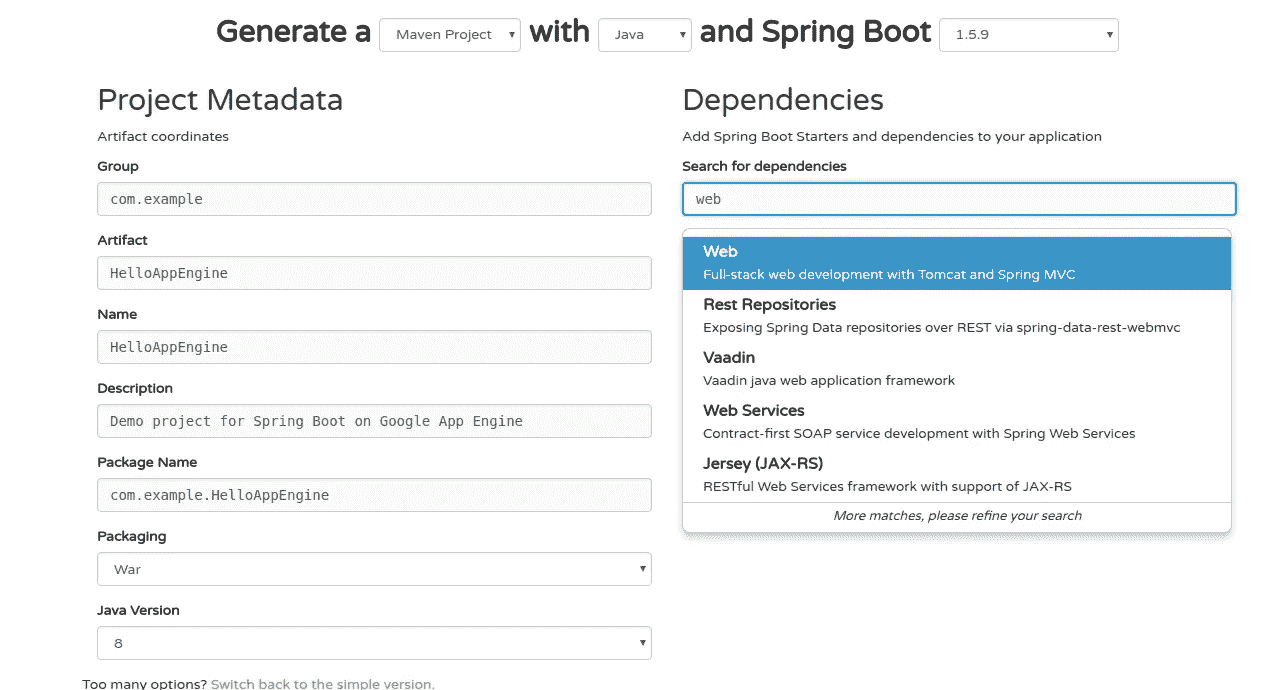 Generate a Maven Project with Java and Spring Boot 1.5.9
Project Metadata
Artifact coordinates
Group
com.example
Artifact
HelloAppEngine
Name
HelloAppEngine
Description
Demo project for Spring Boot on Google App Engine
Package Name
com.example.HelloAppEngine
Packaging
War
Java Version
8
Too many options? Switch back to the simple version.
Dependencies
Add Spring Boot Starters and dependencies to your application
Search for dependencies
web
Web
Full-stack web development with Tomcat and Spring MVC
Rest Repositories
Exposing Spring Data repositories over REST via spring-data-rest-webmvc
Vaadin
Vaadin java web application framework
Web Services
Contract-first SOAP service development with Spring Web Services
Jersey (JAX-RS)
RESTful Web Services framework with support of JAX-RS
More matches, please refine your search